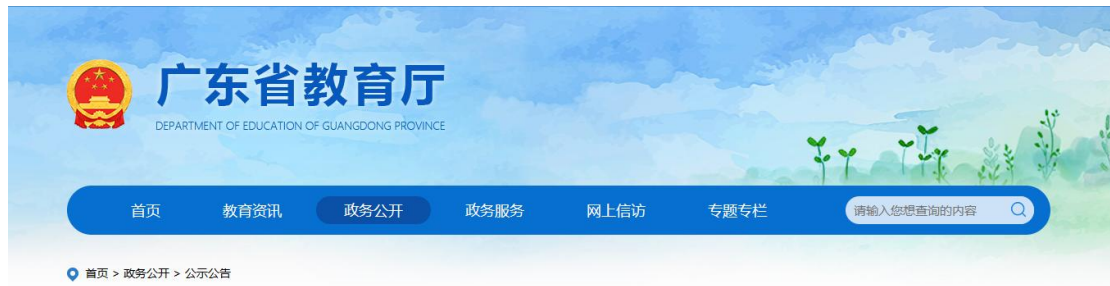 广东省教育厅
DEPARTMENT OF EDUCATION OF GUANGDONG PROVINCE
首页 教育资讯 政务公开 政务服务 网上信访 专题专栏 请输入您想查询的内容
首页 > 政务公开 > 公示公告